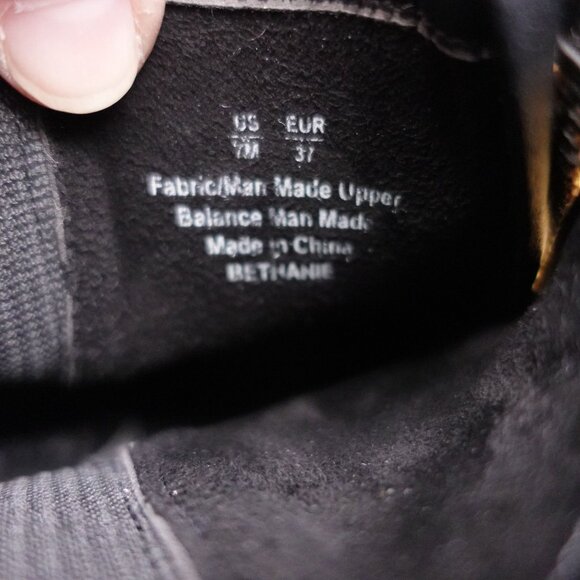 US EUR
7M 37
Fabric/Man Made Upper
Balance Man Made
Made in China
BETHANIE